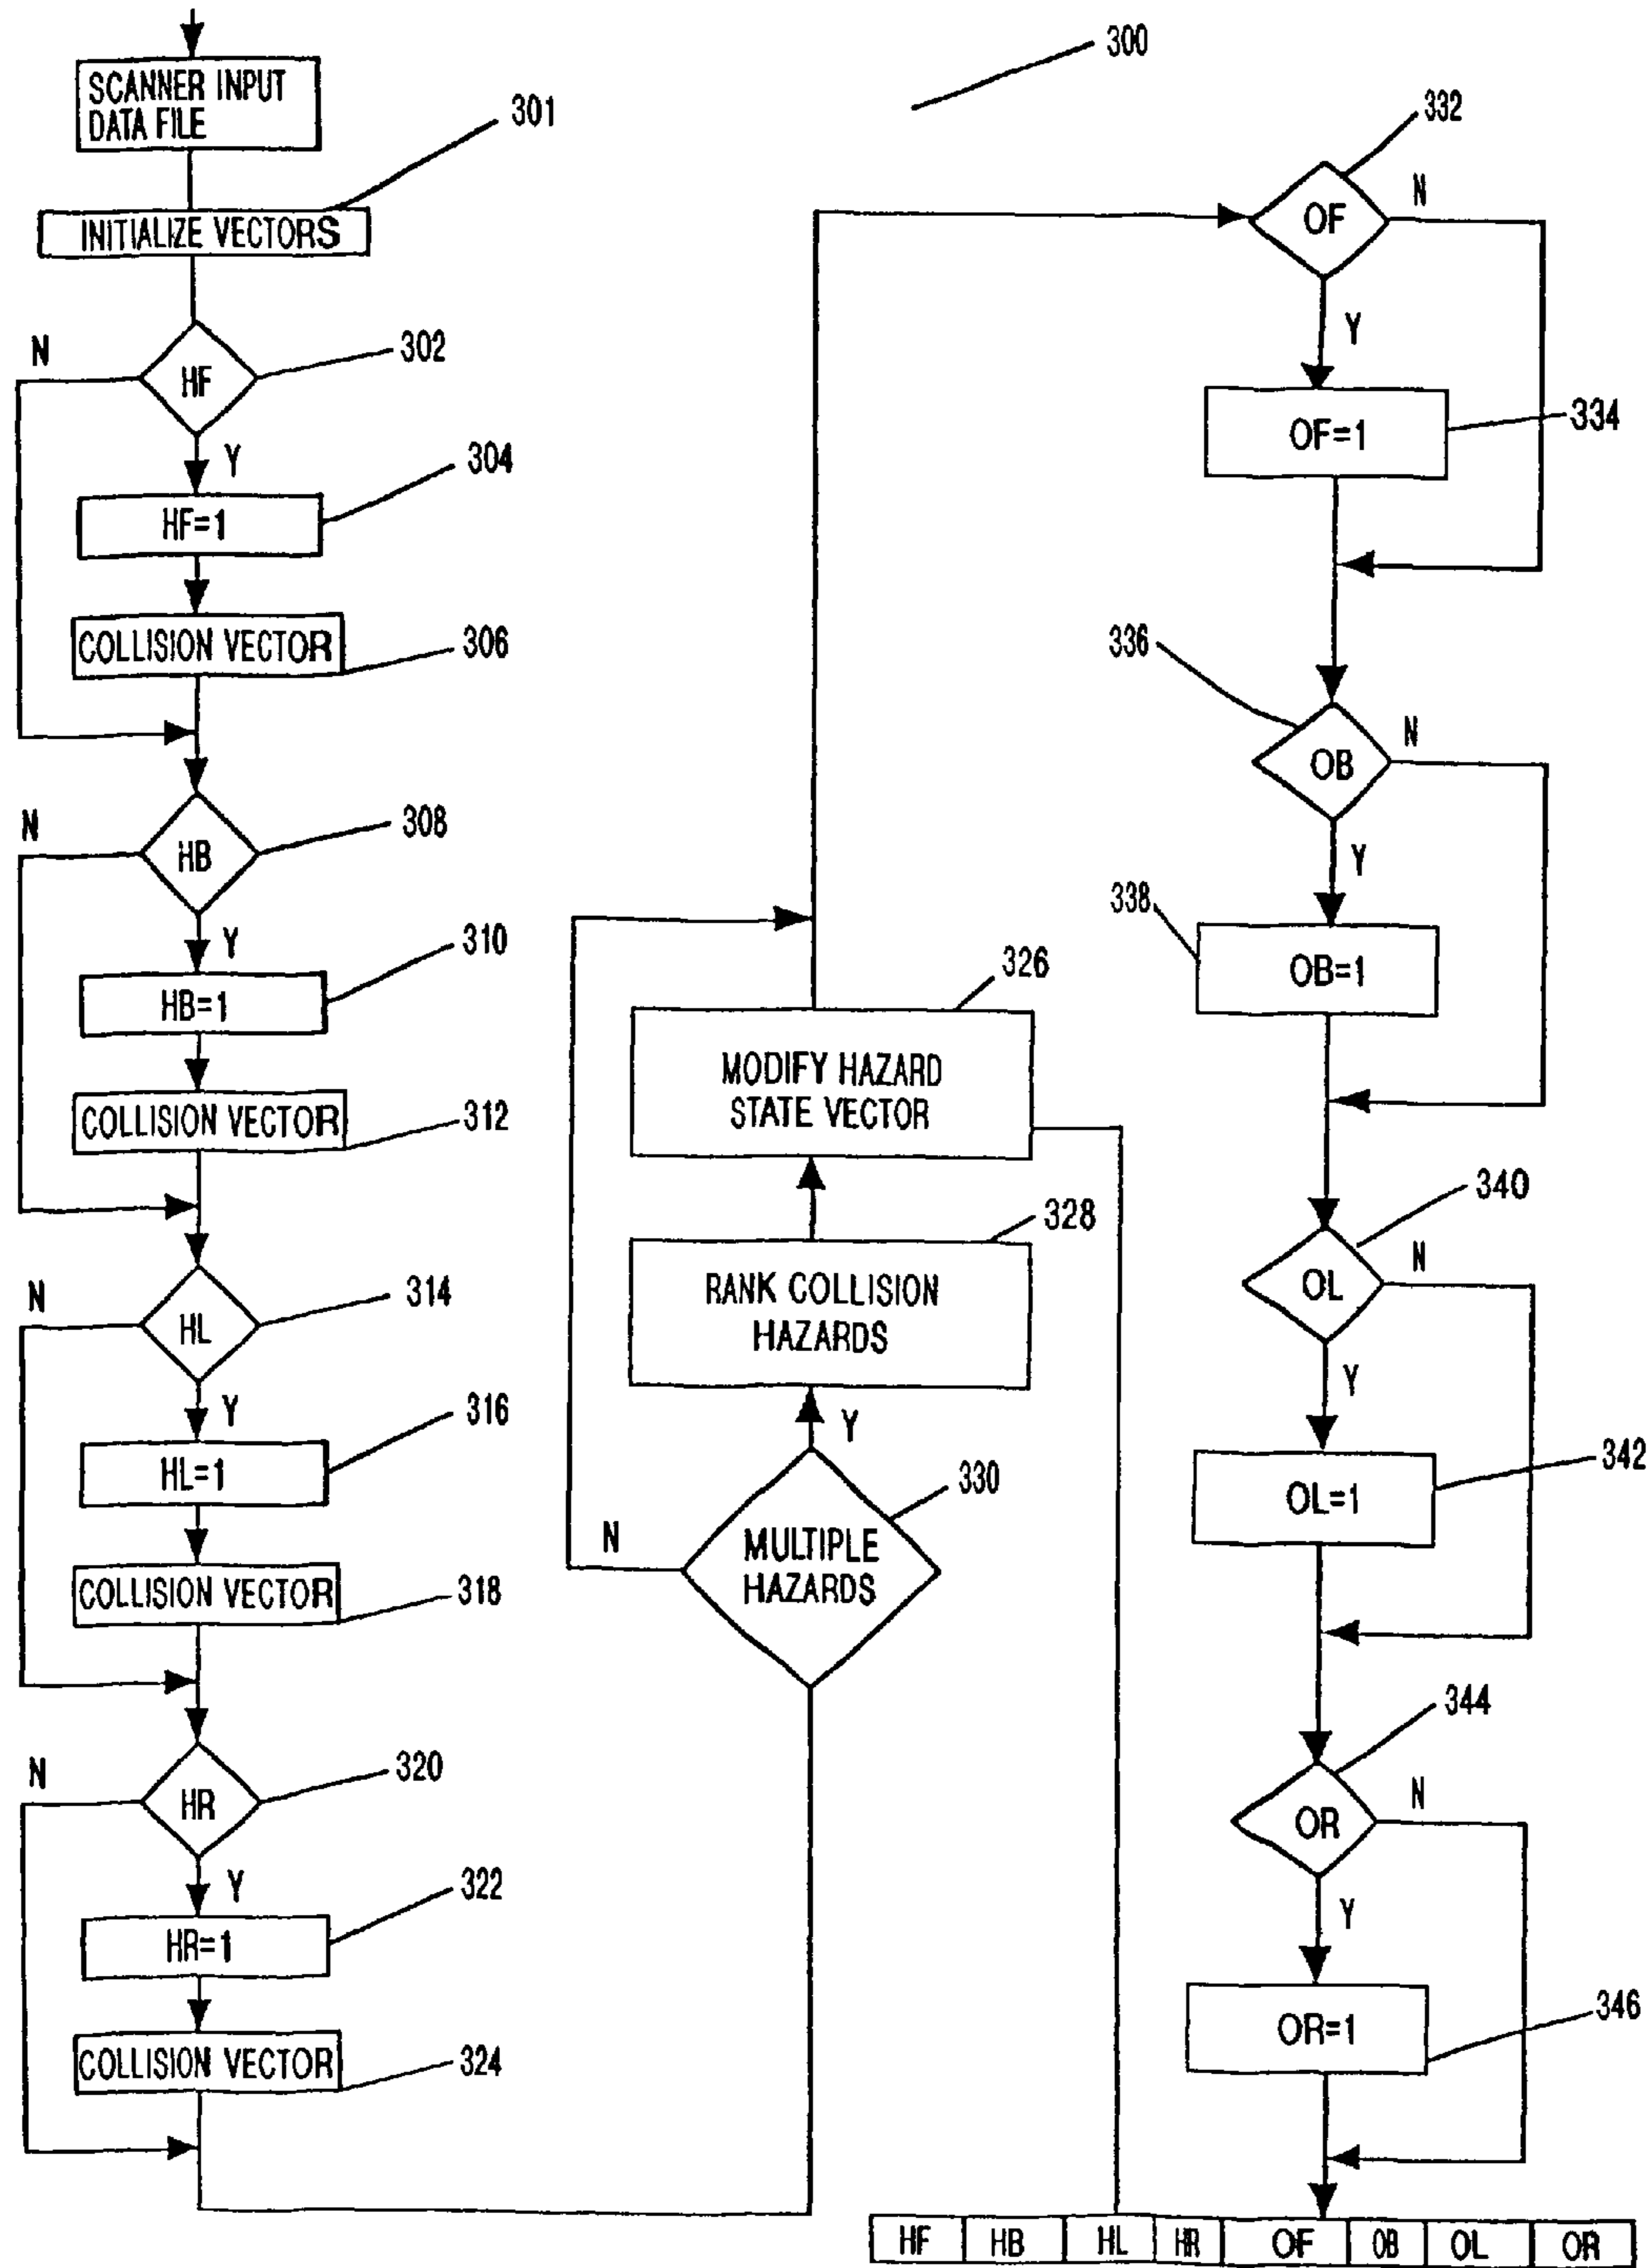 SCANNER INPUT
DATA FILE
301
INITIALIZE VECTORS
N
HF
302
Y
304
HF=1
COLLISION VECTOR
306
N
HB
308
Y
310
HB=1
COLLISION VECTOR
312
N
HL
314
Y
316
HL=1
COLLISION VECTOR
318
N
HR
320
Y
322
HR=1
COLLISION VECTOR
324
300
326
MODIFY HAZARD
STATE VECTOR
328
RANK COLLISION
HAZARDS
Y
330
N
MULTIPLE
HAZARDS
332
OF
N
Y
OF=1
334
336
OB
N
Y
338
OB=1
340
OL
N
Y
OL=1
342
344
OR
N
Y
OR=1
346
HF HB HL HR OF OB OL OR